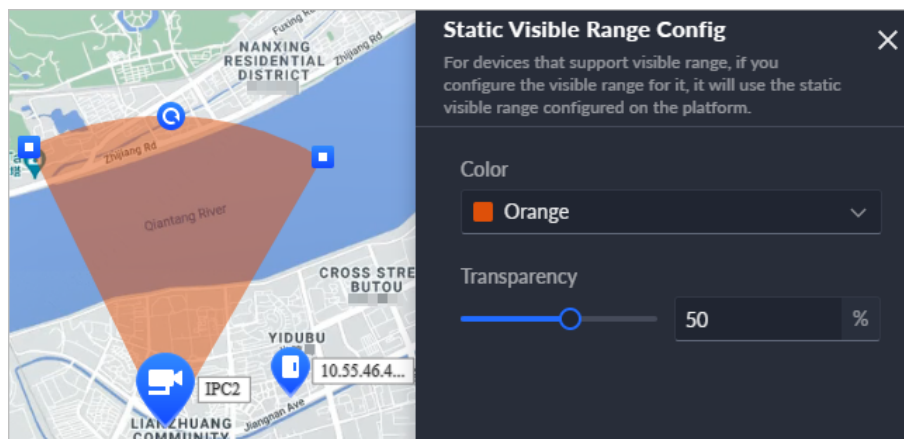 Fuxing Rd
Zhijiang Rd
NANXING
RESIDENTIAL
DISTRICT
Zhijiang Rd
Qiantang River
CROSS STRE
BUTOU
YIDUBU
10.55.46.4...
IPC2
Jiangnan Ave
LIANZHUANG
COMMUNITY
Static Visible Range Config
For devices that support visible range, if you
configure the visible range for it, it will use the static
visible range configured on the platform.
Color
Orange
Transparency
50 %